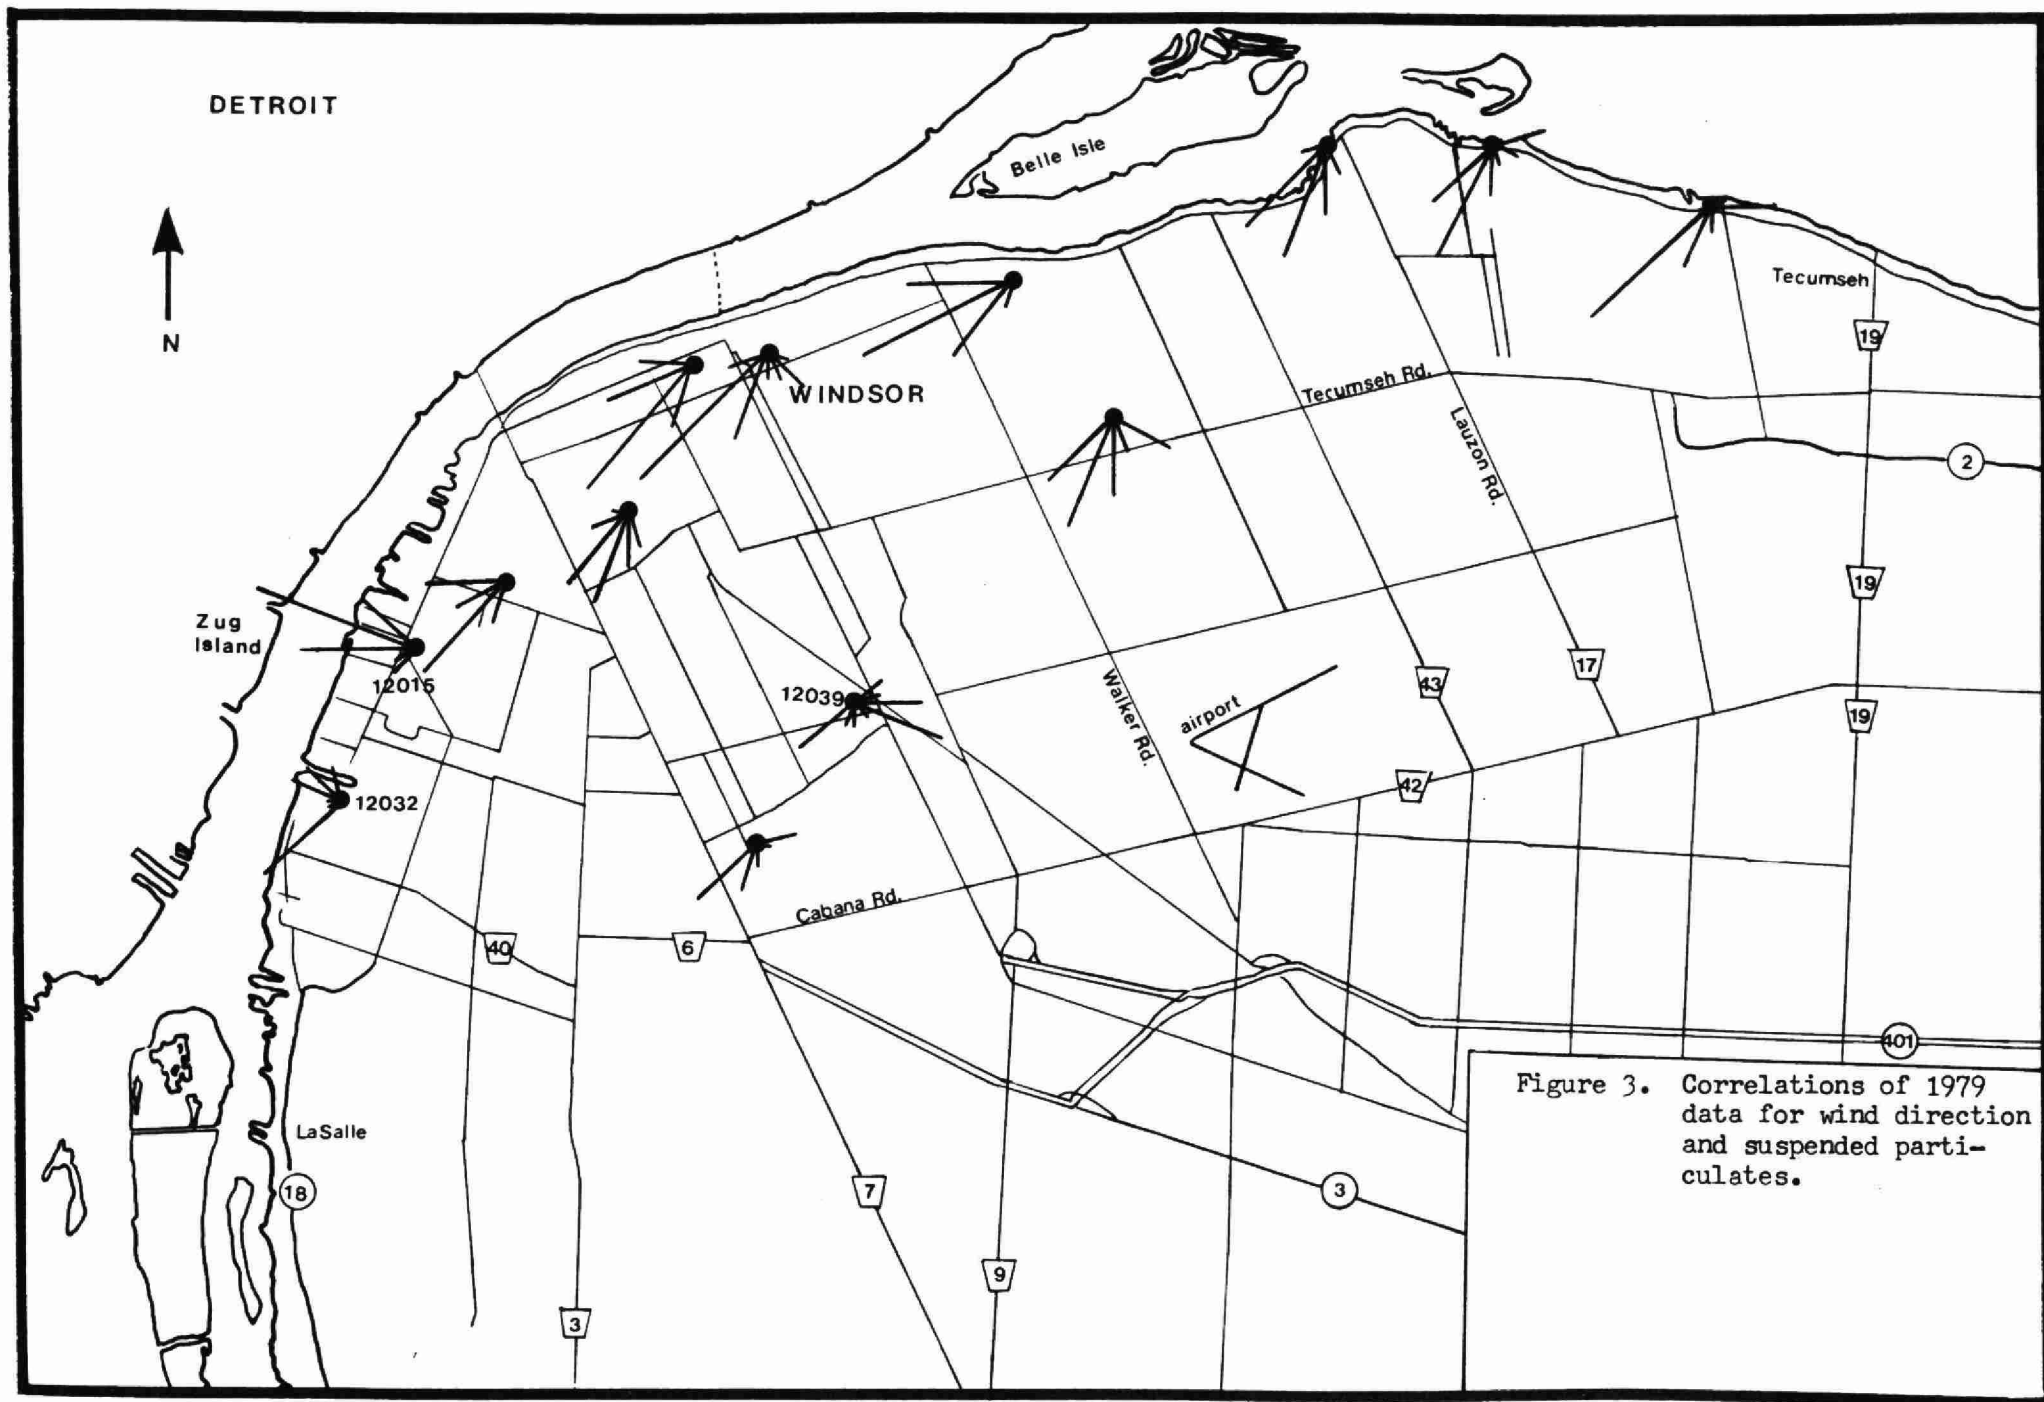 DETROIT
Belle Isle
N
Tecumseh
19
WINDSOR
Tecumseh Rd.
Lauzon Rd.
2
19
Zug
Island
12015
12039
Walker Rd.
airport
43
17
19
42
12032
Cabana Rd.
40
6
401
Figure 3. Correlations of 1979
data for wind direction
and suspended parti-
culates.
LaSalle
18
7
3
9
3